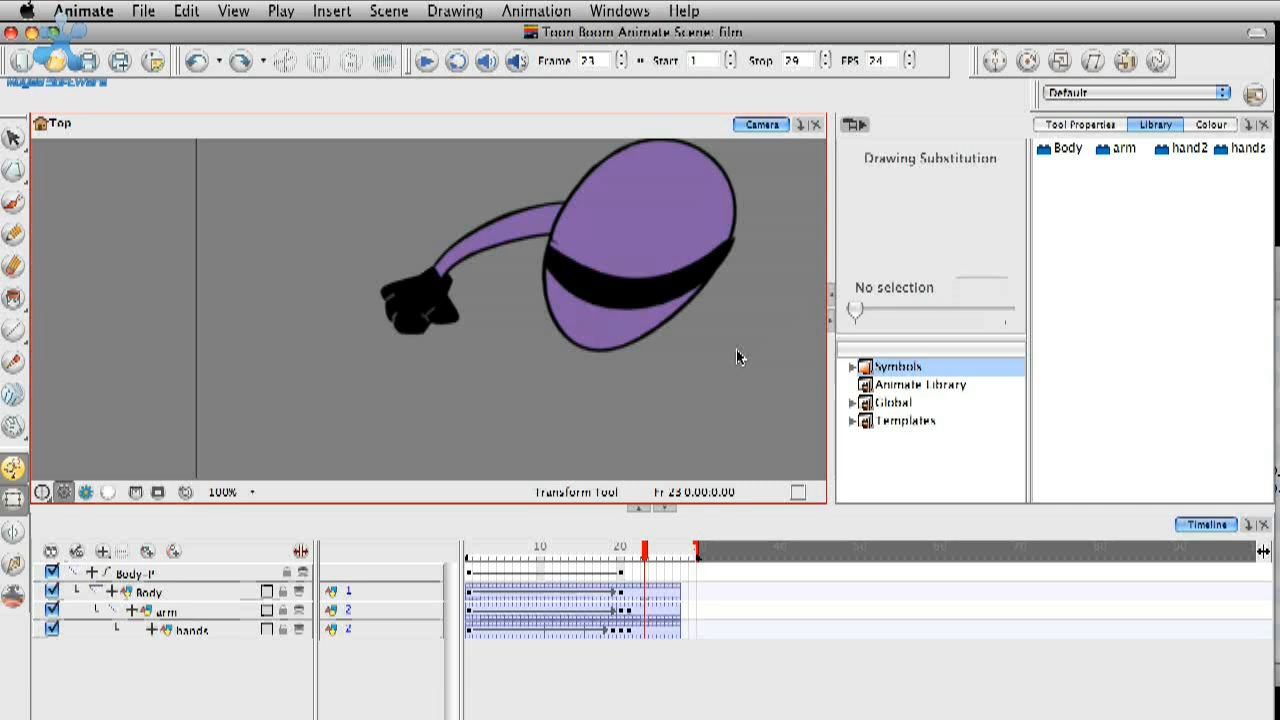 Animate File Edit View Play Insert Scene Drawing Animation Windows Help
Toon Boom Animate Scene: film
Frame 23 Start 1 Stop 29 FPS 24
Default
Top
Camera
Tool Properties Library Colour
Drawing Substitution
Body arm hand2 hands
No selection
Symbols
Animate Library
Global
Templates
100% Transform Tool Fr 23 0.00,0.00
Timeline
10 20 40
Body-P
Body 1
arm 2
hands 2